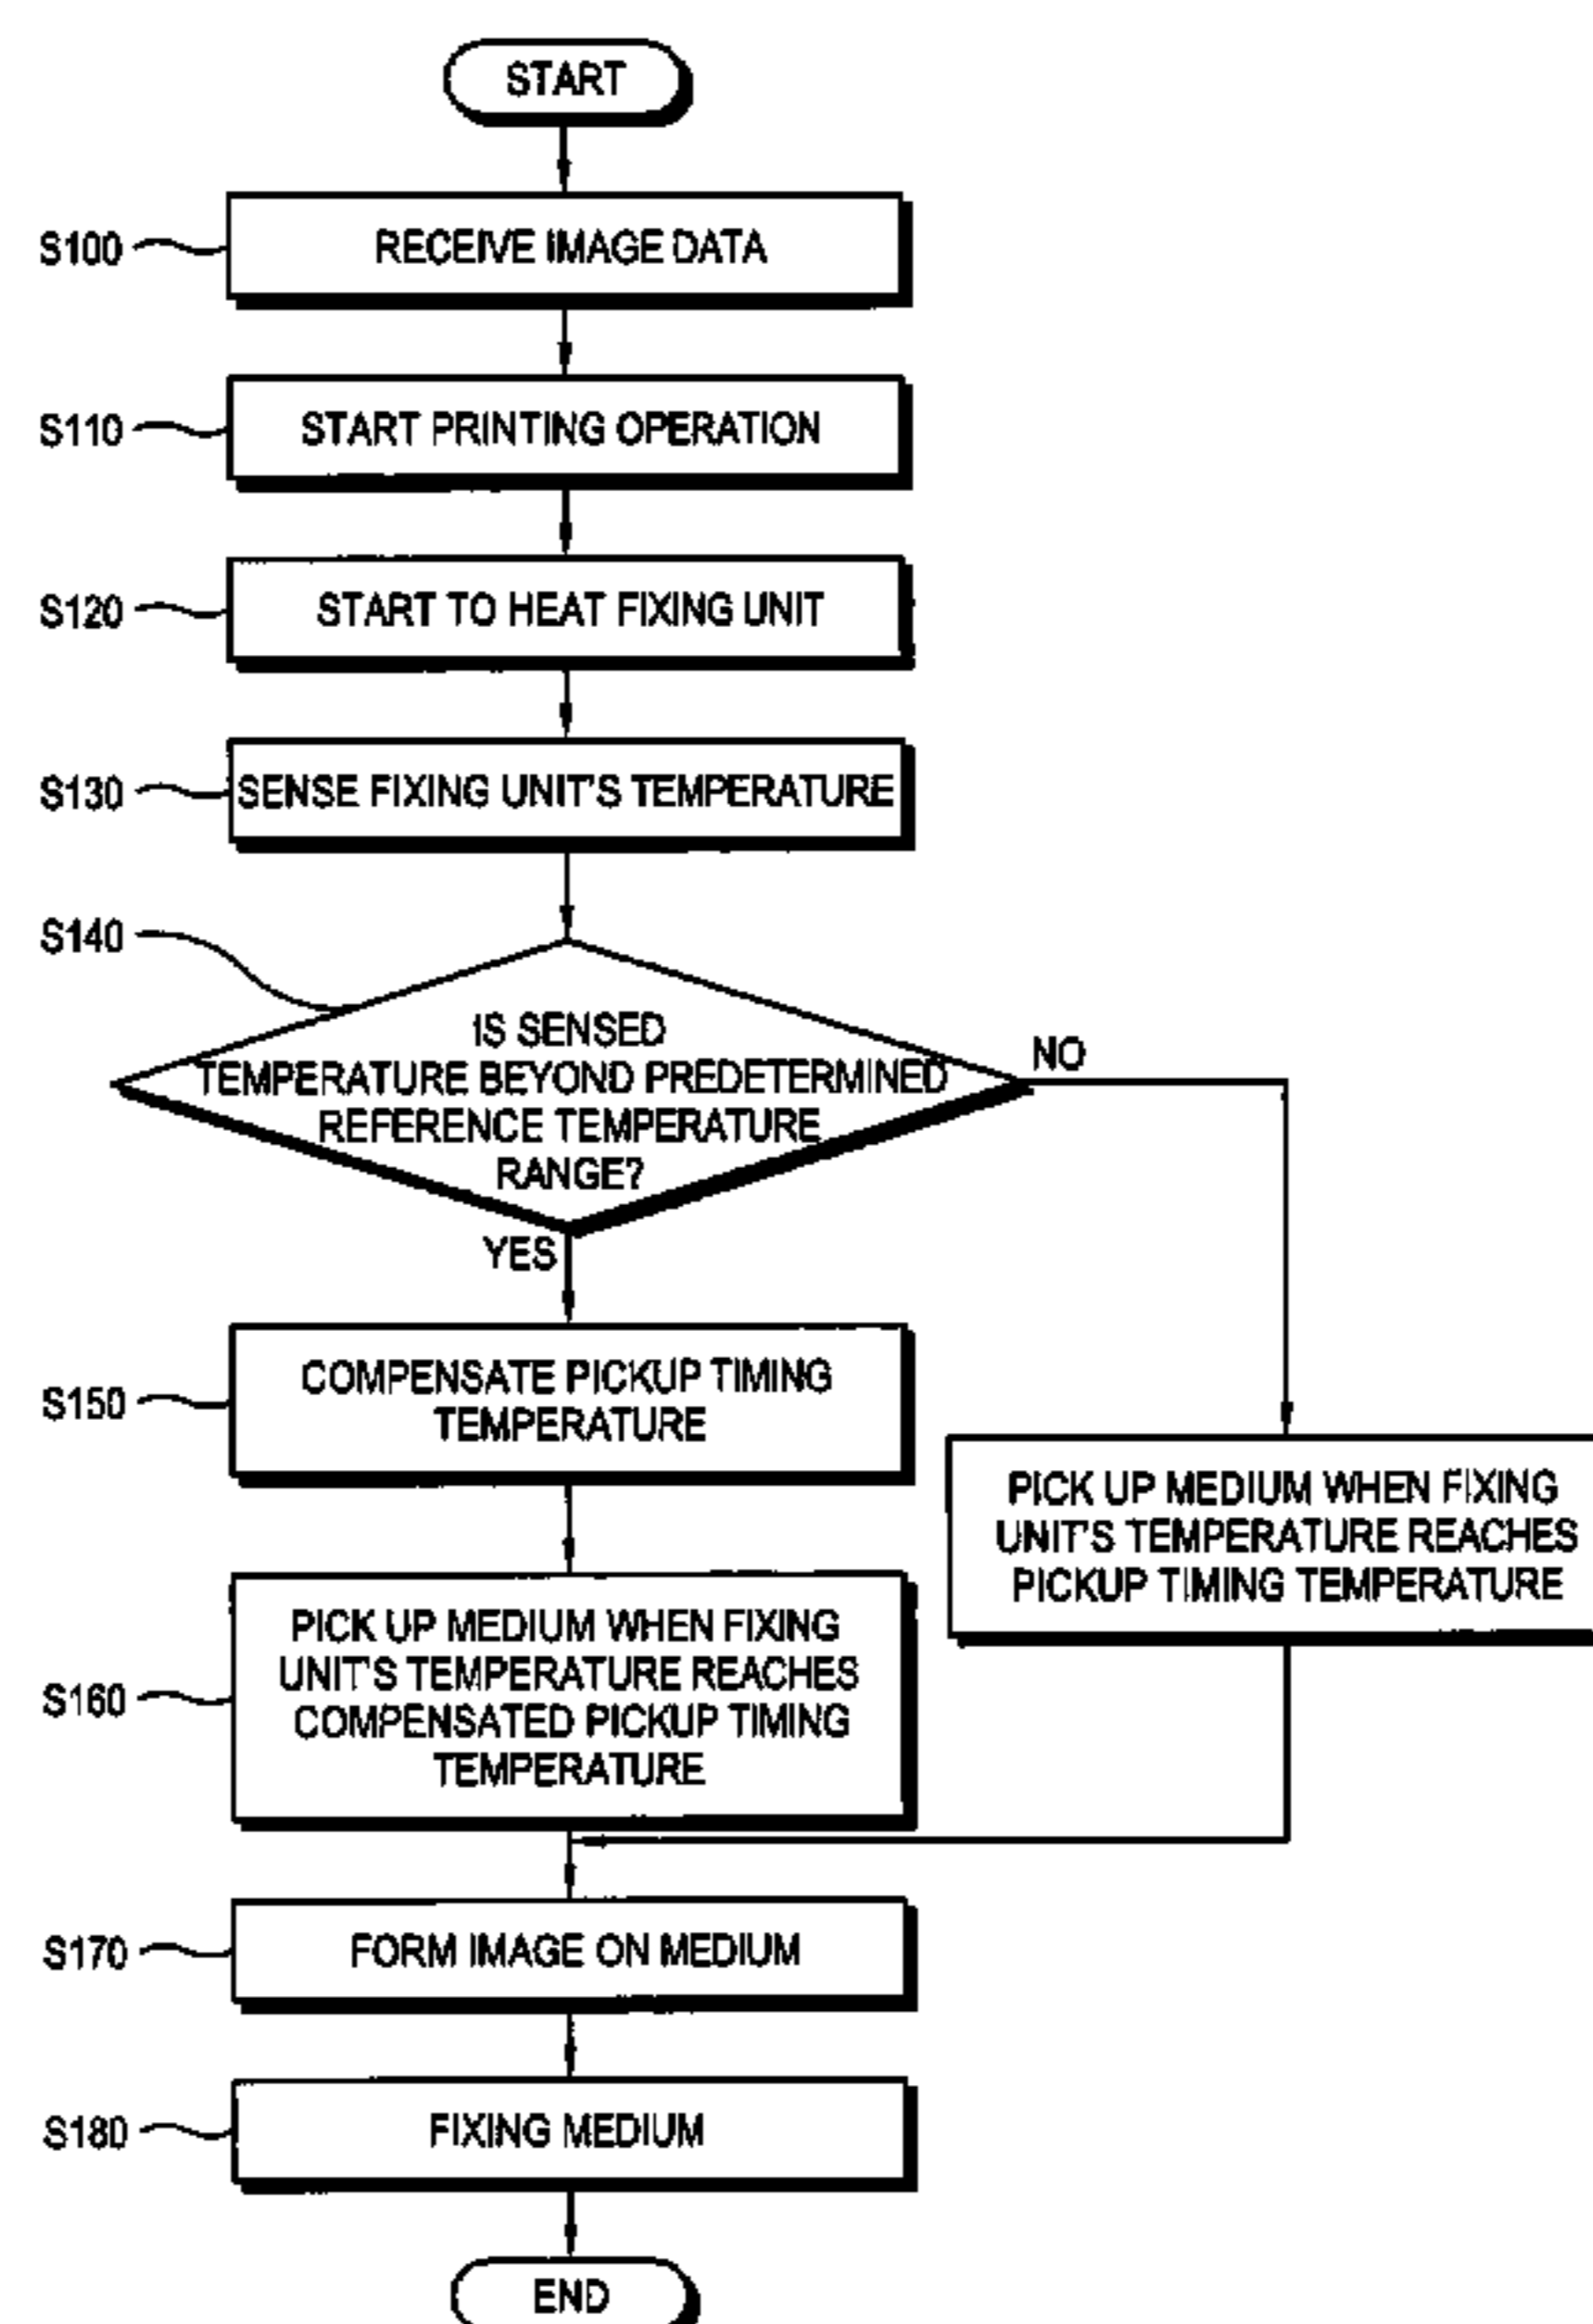 START
S100
RECEIVE IMAGE DATA
S110
START PRINTING OPERATION
S120
START TO HEAT FIXING UNIT
S130
SENSE FIXING UNIT'S TEMPERATURE
S140
IS SENSED
TEMPERATURE BEYOND PREDETERMINED
REFERENCE TEMPERATURE
RANGE?
NO
YES
S150
COMPENSATE PICKUP TIMING
TEMPERATURE
PICK UP MEDIUM WHEN FIXING
UNIT'S TEMPERATURE REACHES
PICKUP TIMING TEMPERATURE
S160
PICK UP MEDIUM WHEN FIXING
UNIT'S TEMPERATURE REACHES
COMPENSATED PICKUP TIMING
TEMPERATURE
S170
FORM IMAGE ON MEDIUM
S180
FIXING MEDIUM
END